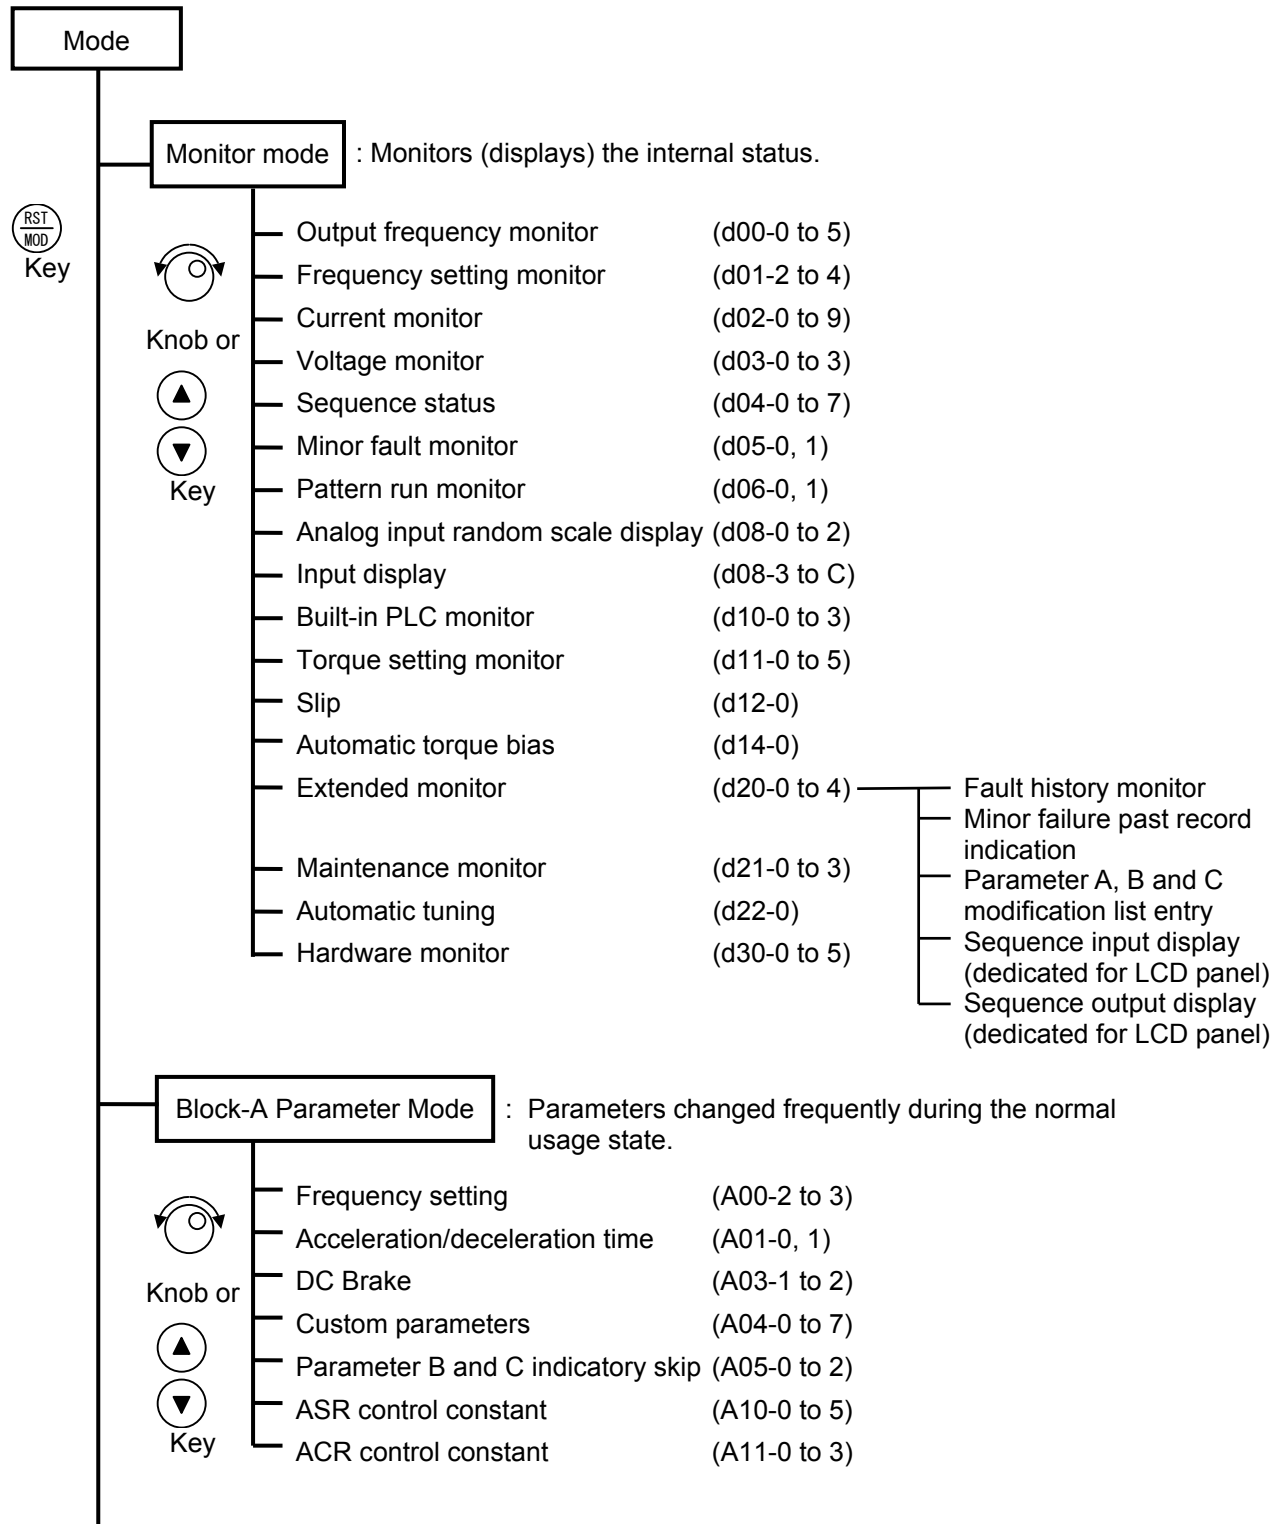 Mode
Monitor mode : Monitors (displays) the internal status.
RST
MOD
Key
Output frequency monitor (d00-0 to 5)
Frequency setting monitor (d01-2 to 4)
Current monitor (d02-0 to 9)
Knob or
Voltage monitor (d03-0 to 3)
Sequence status (d04-0 to 7)
Minor fault monitor (d05-0, 1)
Key
Pattern run monitor (d06-0, 1)
Analog input random scale display (d08-0 to 2)
Input display (d08-3 to C)
Built-in PLC monitor (d10-0 to 3)
Torque setting monitor (d11-0 to 5)
Slip (d12-0)
Automatic torque bias (d14-0)
Extended monitor (d20-0 to 4)
Fault history monitor
Minor failure past record
indication
Parameter A, B and C
modification list entry
Sequence input display
(dedicated for LCD panel)
Sequence output display
(dedicated for LCD panel)
Maintenance monitor (d21-0 to 3)
Automatic tuning (d22-0)
Hardware monitor (d30-0 to 5)
Block-A Parameter Mode : Parameters changed frequently during the normal
usage state.
Frequency setting (A00-2 to 3)
Acceleration/deceleration time (A01-0, 1)
DC Brake (A03-1 to 2)
Knob or
Custom parameters (A04-0 to 7)
Parameter B and C indicatory skip (A05-0 to 2)
ASR control constant (A10-0 to 5)
Key
ACR control constant (A11-0 to 3)